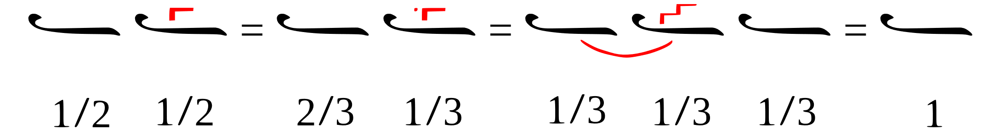 = = =
1/2 1/2 2/3 1/3 1/3 1/3 1/3 1